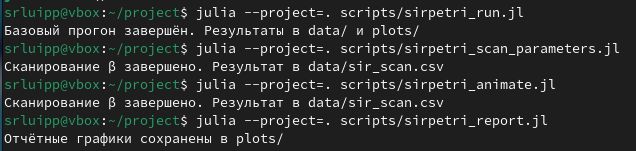 srluipp@vbox:~/project$ julia --project=. scripts/sirpetri_run.jl
Базовый прогон завершён. Результаты в data/ и plots/
srluipp@vbox:~/project$ julia --project=. scripts/sirpetri_scan_parameters.jl
Сканирование β завершено. Результат в data/sir_scan.csv
srluipp@vbox:~/project$ julia --project=. scripts/sirpetri_animate.jl
Сканирование β завершено. Результат в data/sir_scan.csv
srluipp@vbox:~/project$ julia --project=. scripts/sirpetri_report.jl
Отчётные графики сохранены в plots/